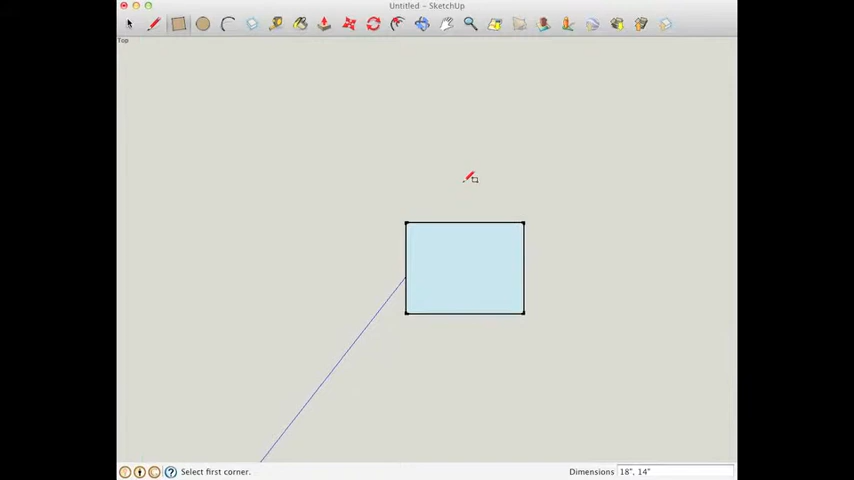 Untitled – SketchUp
Top
Select first corner.
Dimensions 18", 14"